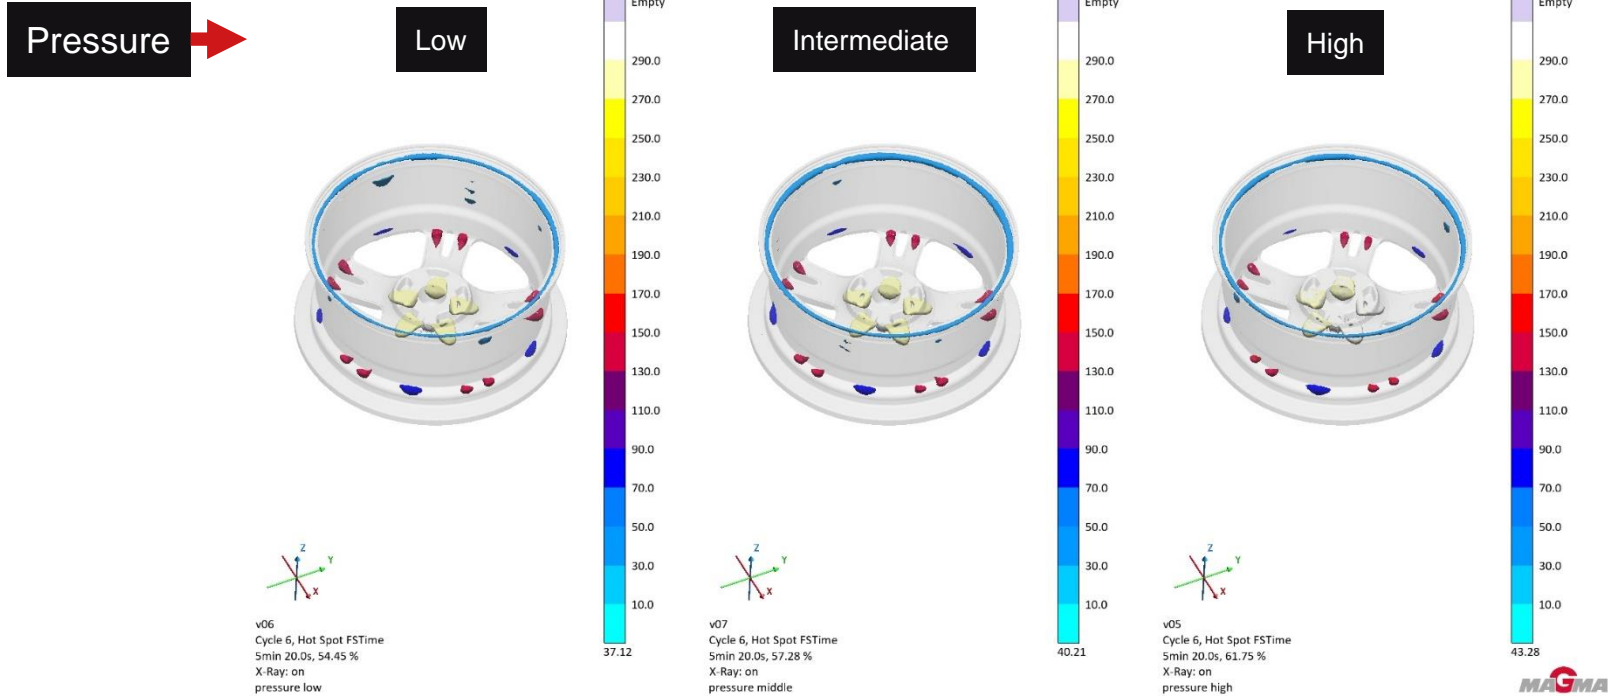 Pressure
Low
Intermediate
High
Empty
290.0
270.0
250.0
230.0
210.0
190.0
170.0
150.0
130.0
110.0
90.0
70.0
50.0
30.0
10.0
37.12
Z
Y
X
v06
Cycle 6, Hot Spot FSTime
5min 20.0s, 54.45 %
X-Ray: on
pressure low
Empty
290.0
270.0
250.0
230.0
210.0
190.0
170.0
150.0
130.0
110.0
90.0
70.0
50.0
30.0
10.0
40.21
Z
Y
X
v07
Cycle 6, Hot Spot FSTime
5min 20.0s, 57.28 %
X-Ray: on
pressure middle
Empty
290.0
270.0
250.0
230.0
210.0
190.0
170.0
150.0
130.0
110.0
90.0
70.0
50.0
30.0
10.0
43.28
Z
Y
X
v05
Cycle 6, Hot Spot FSTime
5min 20.0s, 61.75 %
X-Ray: on
pressure high
MAGMA